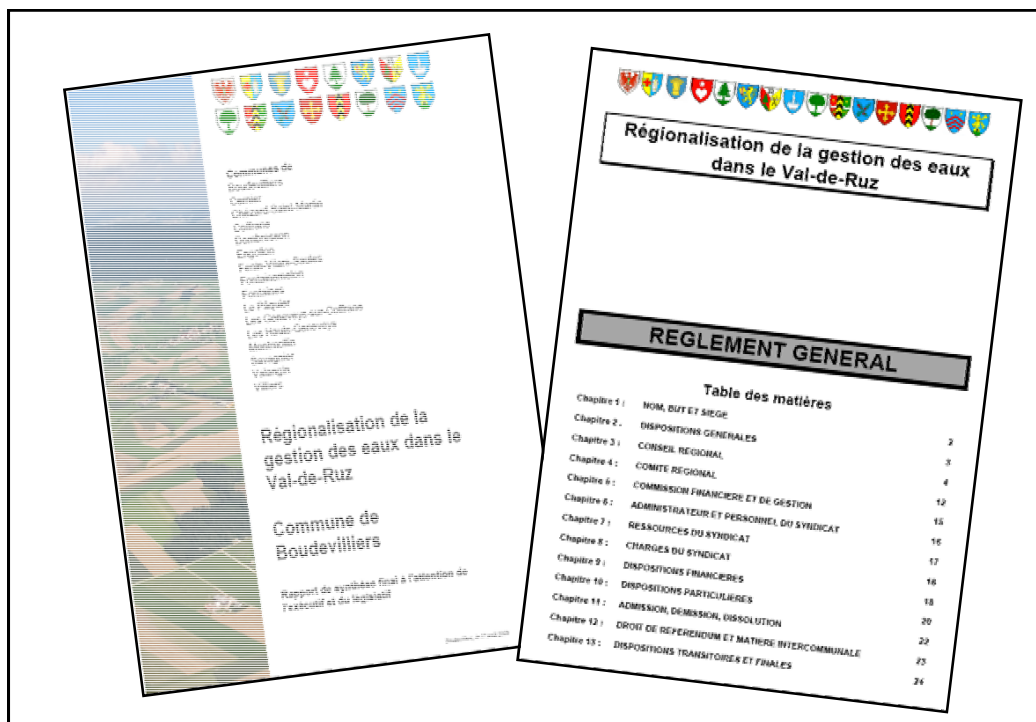 Communes de
Boudevilliers
Cernier
Chézard-Saint-Martin
Coffrane
Dombresson
Engollon
Fenin-Vilars-Saules
Fontainemelon
Fontaines
Le Pâquier
Les Geneveys-sur-Coffrane
Les Hauts-Geneveys
Montmollin
Savagnier
Valangin
Villiers
Régionalisation de la
gestion des eaux dans le
Val-de-Ruz
Commune de
Boudevilliers
Rapport de synthèse final à l'attention de
l'exécutif et du législatif
Régionalisation de la gestion des eaux
dans le Val-de-Ruz
REGLEMENT GENERAL
Table des matières
Chapitre 1 : NOM, BUT ET SIEGE 2
Chapitre 2 . DISPOSITIONS GENERALES 3
Chapitre 3 : CONSEIL REGIONAL 4
Chapitre 4 : COMITE REGIONAL 12
Chapitre 5 : COMMISSION FINANCIERE ET DE GESTION 15
Chapitre 6 : ADMINISTRATEUR ET PERSONNEL DU SYNDICAT 16
Chapitre 7 : RESSOURCES DU SYNDICAT 17
Chapitre 8 : CHARGES DU SYNDICAT 18
Chapitre 9 : DISPOSITIONS FINANCIERES 18
Chapitre 10 : DISPOSITIONS PARTICULIERES 20
Chapitre 11 : ADMISSION, DEMISSION, DISSOLUTION 22
Chapitre 12 : DROIT DE REFERENDUM ET MATIERE INTERCOMMUNALE 23
Chapitre 13 : DISPOSITIONS TRANSITOIRES ET FINALES 24